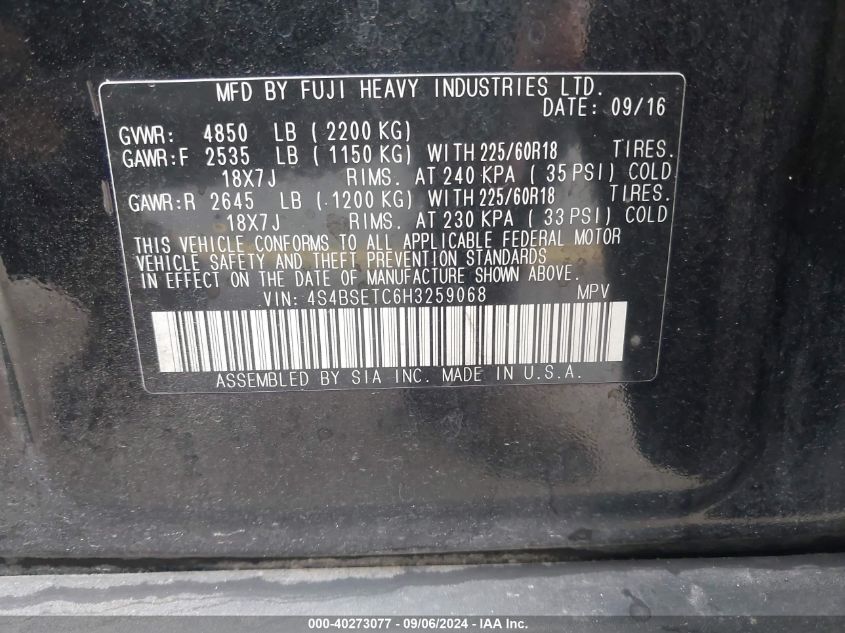 MFD BY FUJI HEAVY INDUSTRIES LTD.
DATE: 09/16
GVWR: 4850 LB ( 2200 KG)
GAWR:F 2535 LB ( 1150 KG) WITH 225/60R18 TIRES.
18X7J RIMS. AT 240 KPA ( 35 PSI) COLD
GAWR:R 2645 LB ( 1200 KG) WITH 225/60R18 TIRES.
18X7J RIMS. AT 230 KPA ( 33 PSI) COLD
THIS VEHICLE CONFORMS TO ALL APPLICABLE FEDERAL MOTOR
VEHICLE SAFETY AND THEFT PREVENTION STANDARDS
IN EFFECT ON THE DATE OF MANUFACTURE SHOWN ABOVE.
VIN: 4S4BSETC6H3259068 MPV
ASSEMBLED BY SIA INC. MADE IN U.S.A.
000-40273077 - 09/06/2024 - IAA Inc.